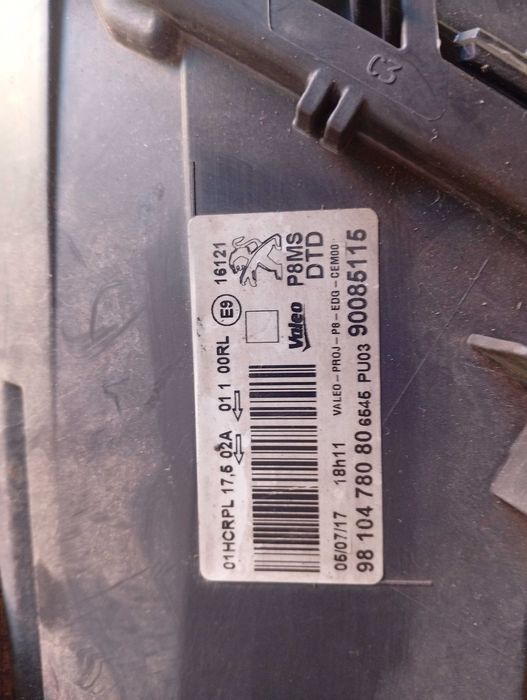 C3
01HCRPL 17,5 02A 01 1 00RL E9 16121
Valeo P8MS
DTD
05/07/17 18h11 VALEO-PROJ-P8-EDG-CEM00
98 104 780 80 6545 PU03 90085115